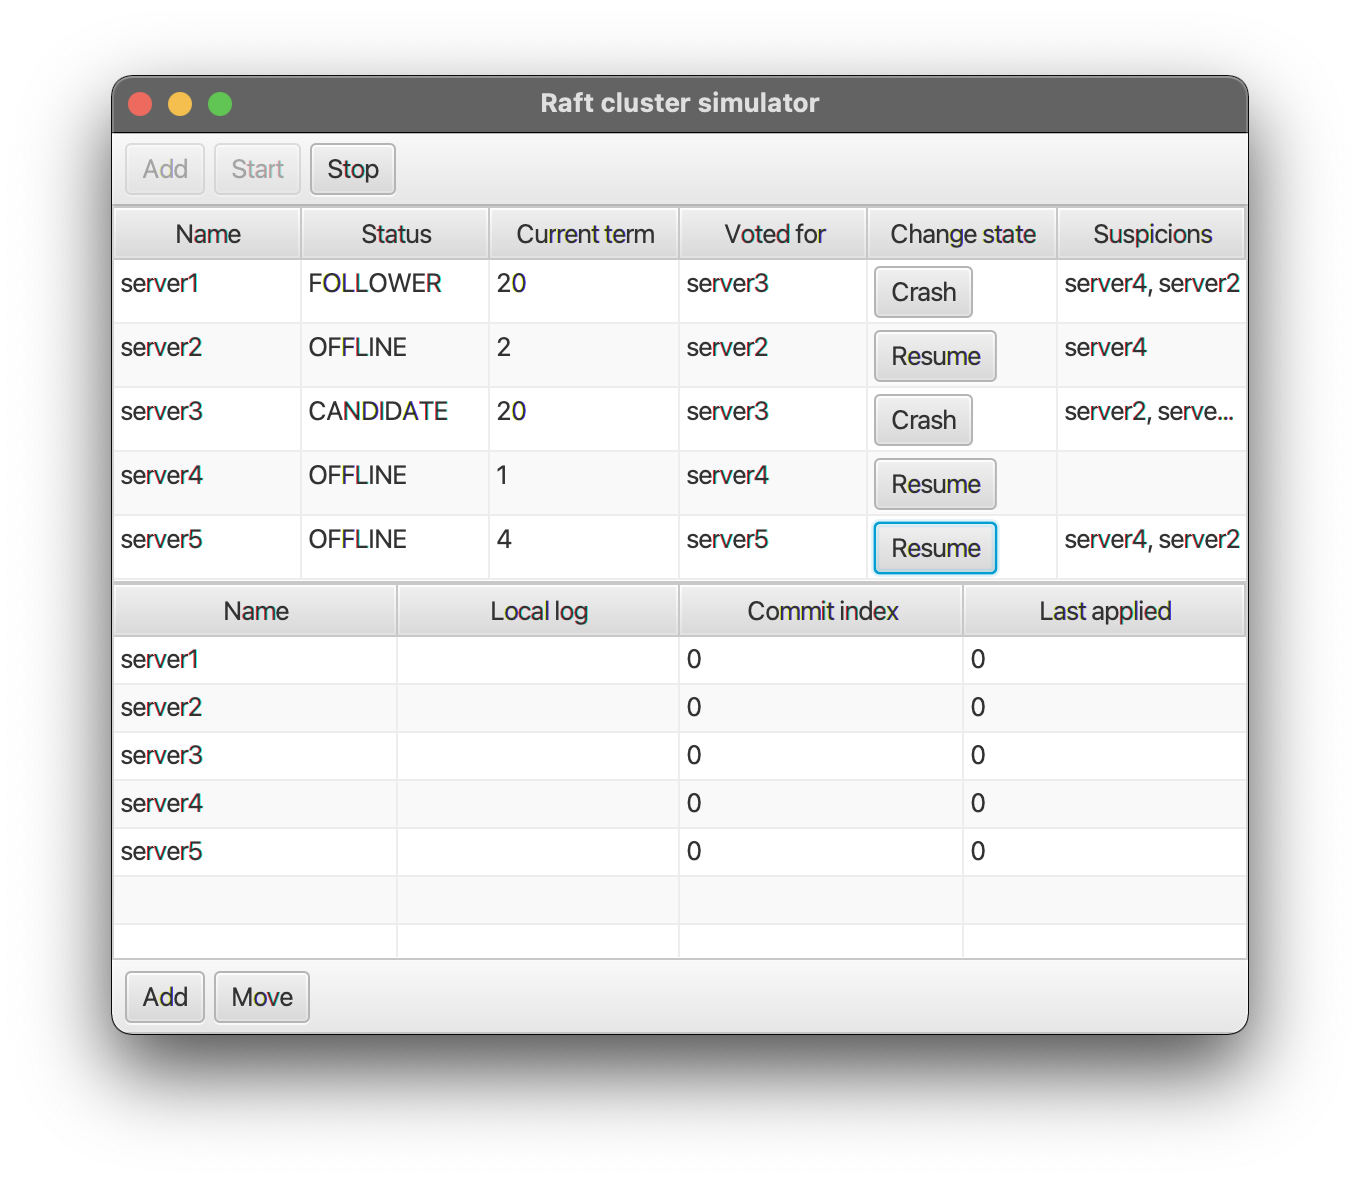 Raft cluster simulator
Add Start Stop
Name Status Current term Voted for Change state Suspicions
server1 FOLLOWER 20 server3 Crash server4, server2
server2 OFFLINE 2 server2 Resume server4
server3 CANDIDATE 20 server3 Crash server2, serve...
server4 OFFLINE 1 server4 Resume
server5 OFFLINE 4 server5 Resume server4, server2
Name Local log Commit index Last applied
server1 0 0
server2 0 0
server3 0 0
server4 0 0
server5 0 0
Add Move